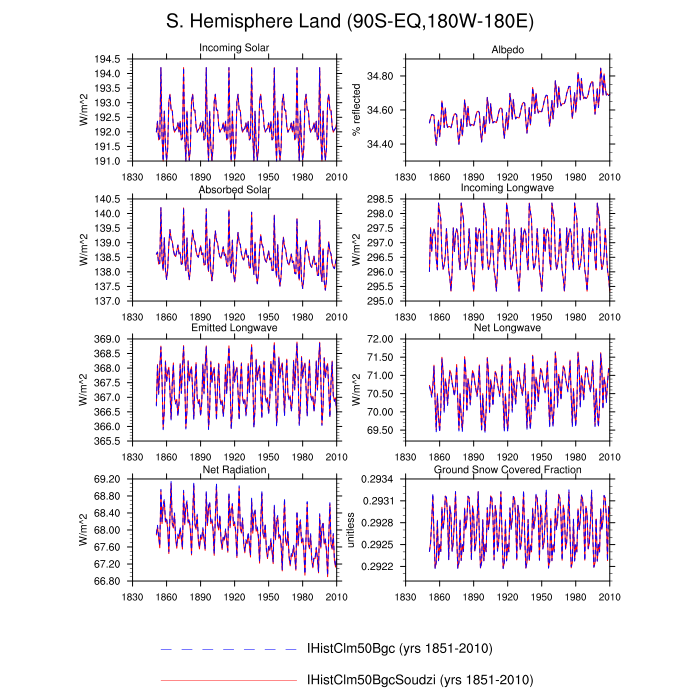 S. Hemisphere Land (90S-EQ,180W-180E)
Incoming Solar
W/m^2
194.5
194.0
193.5
193.0
192.5
192.0
191.5
191.0
1830 1860 1890 1920 1950 1980 2010
Albedo
% reflected
34.80
34.60
34.40
1830 1860 1890 1920 1950 1980 2010
Absorbed Solar
W/m^2
140.5
140.0
139.5
139.0
138.5
138.0
137.5
137.0
1830 1860 1890 1920 1950 1980 2010
Incoming Longwave
W/m^2
298.5
298.0
297.5
297.0
296.5
296.0
295.5
295.0
1830 1860 1890 1920 1950 1980 2010
Emitted Longwave
W/m^2
369.0
368.5
368.0
367.5
367.0
366.5
366.0
365.5
1830 1860 1890 1920 1950 1980 2010
Net Longwave
W/m^2
72.00
71.50
71.00
70.50
70.00
69.50
1830 1860 1890 1920 1950 1980 2010
Net Radiation
W/m^2
69.20
68.80
68.40
68.00
67.60
67.20
66.80
1830 1860 1890 1920 1950 1980 2010
Ground Snow Covered Fraction
unitless
0.2934
0.2931
0.2928
0.2925
0.2922
1830 1860 1890 1920 1950 1980 2010
IHistClm50Bgc (yrs 1851-2010)
IHistClm50BgcSoudzi (yrs 1851-2010)